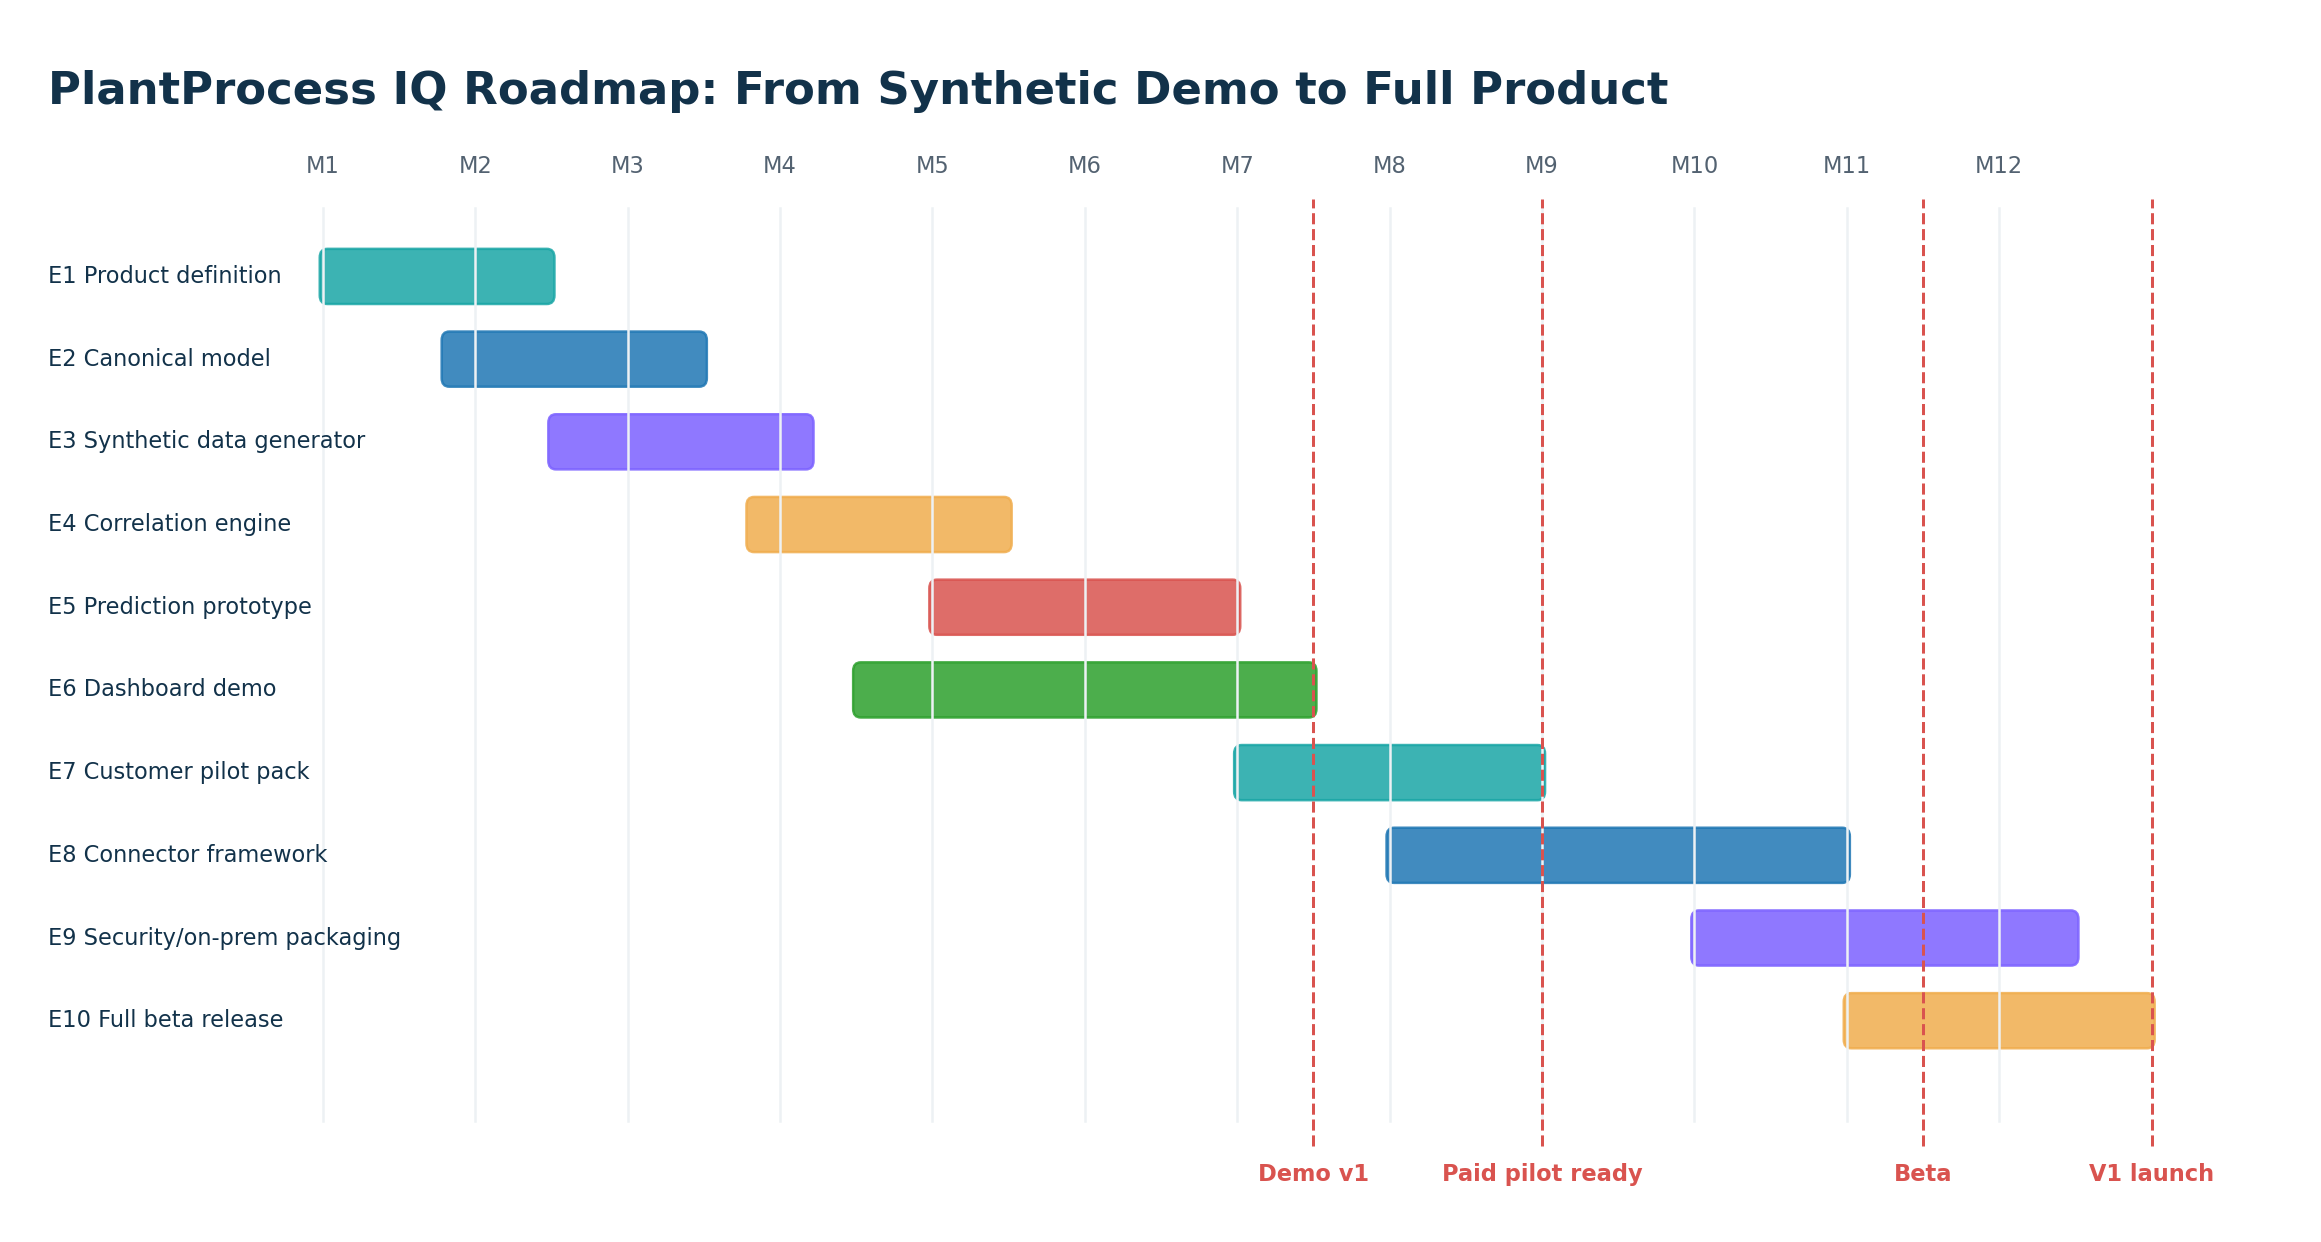 PlantProcess IQ Roadmap: From Synthetic Demo to Full Product
M1 M2 M3 M4 M5 M6 M7 M8 M9 M10 M11 M12
E1 Product definition
E2 Canonical model
E3 Synthetic data generator
E4 Correlation engine
E5 Prediction prototype
E6 Dashboard demo
E7 Customer pilot pack
E8 Connector framework
E9 Security/on-prem packaging
E10 Full beta release
Demo v1 Paid pilot ready Beta V1 launch